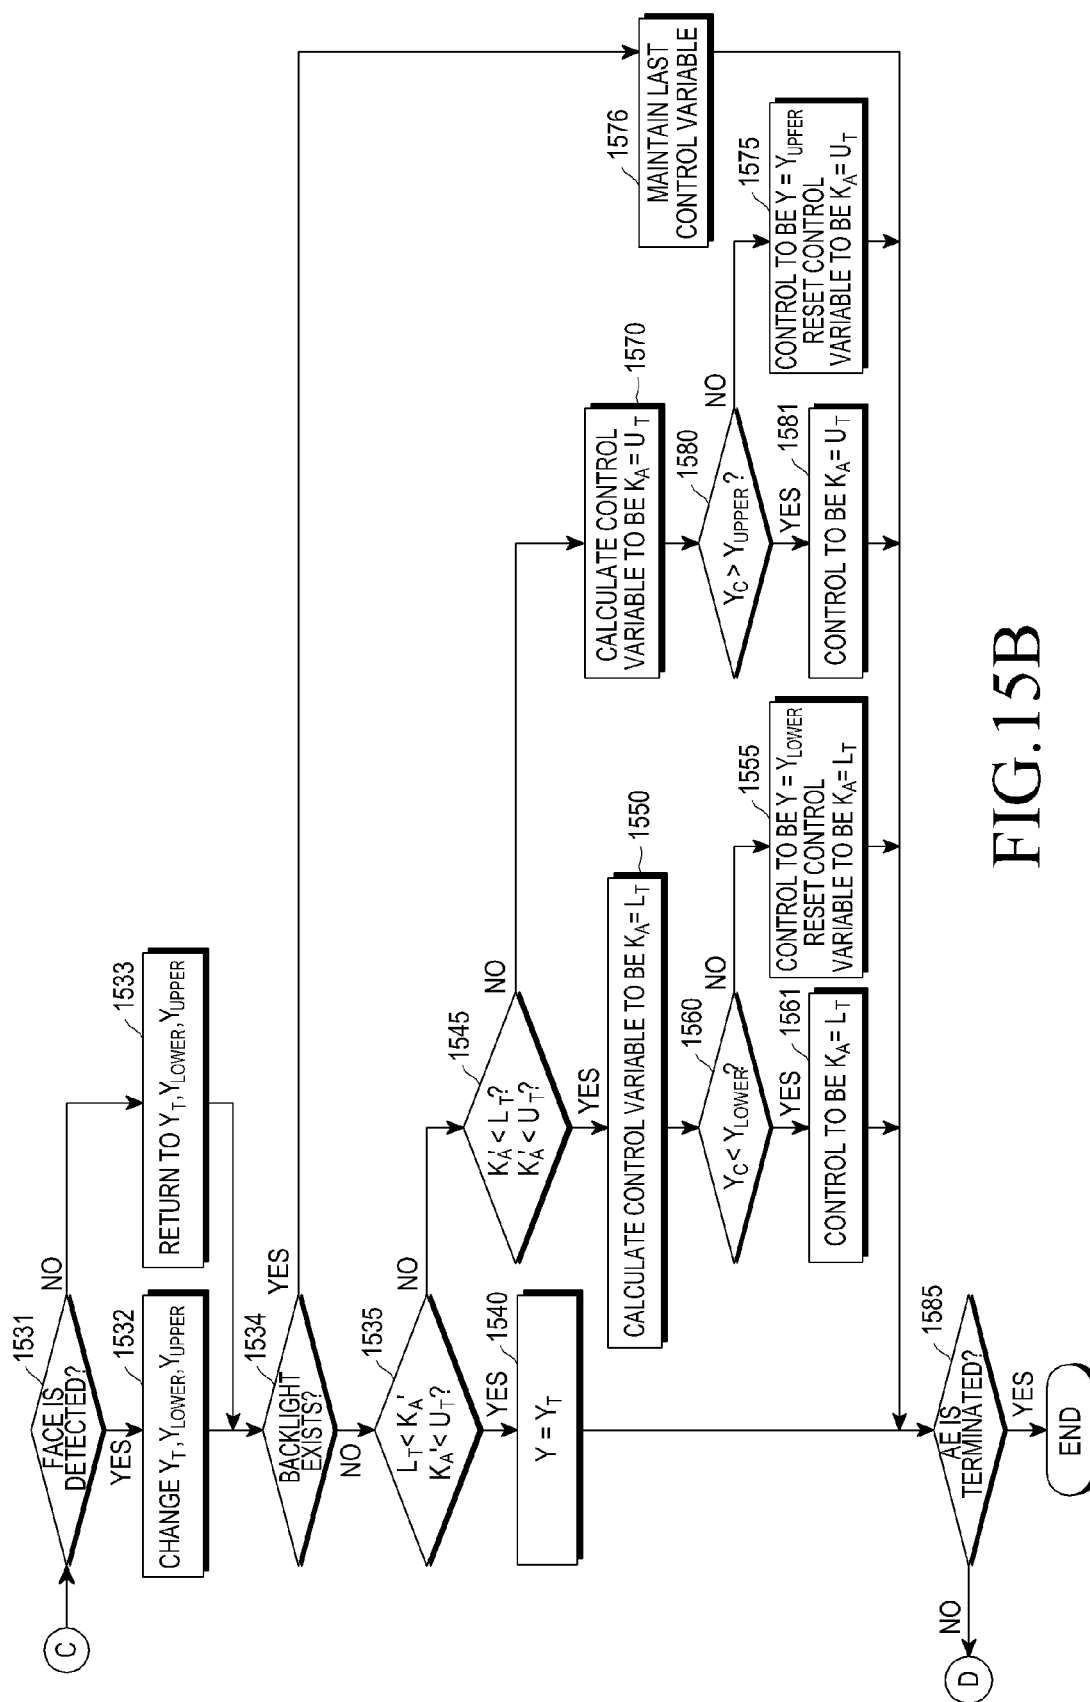 C
FACE IS
DETECTED?
1531
NO
YES
CHANGE Y_T, Y_LOWER, Y_UPPER
1532
RETURN TO Y_T, Y_LOWER, Y_UPPER
1533
BACKLIGHT
EXISTS?
1534
YES
NO
L_T < K_A'
K_A' < U_T?
1535
NO
YES
Y = Y_T
1540
K_A' < L_T?
K_A' < U_T?
1545
NO
YES
CALCULATE CONTROL VARIABLE TO BE K_A = L_T
1550
Y_C < Y_LOWER?
1560
NO
YES
CONTROL TO BE K_A = L_T
1561
CONTROL TO BE Y = Y_LOWER
RESET CONTROL
VARIABLE TO BE K_A = L_T
1555
CALCULATE CONTROL
VARIABLE TO BE K_A = U_T
1570
Y_C > Y_UPPER?
1580
NO
YES
CONTROL TO BE K_A = U_T
1581
CONTROL TO BE Y = Y_UPFER
RESET CONTROL
VARIABLE TO BE K_A = U_T
1575
MAINTAIN LAST
CONTROL VARIABLE
1576
AE IS
TERMINATED?
1585
NO
YES
D
END
FIG.15B